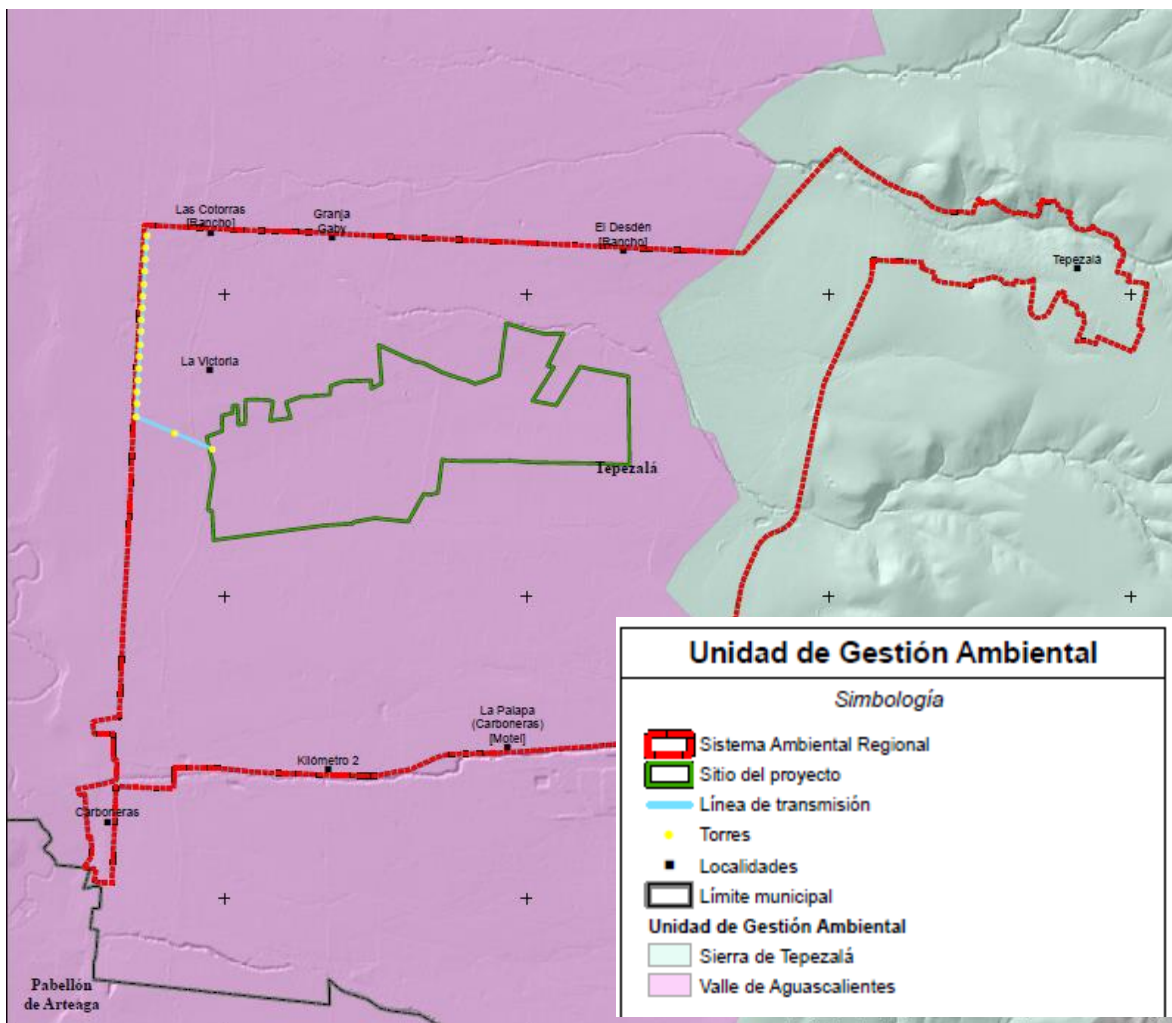 Las Cotorras
[Rancho]
Granja
Gaby
El Desdén
[Rancho]
Tepezalá
La Victoria
Tepezalá
La Palapa
(Carboneras)
[Motel]
Kilómetro 2
Carboneras
Pabellón
de Arteaga
Unidad de Gestión Ambiental
Simbología
Sistema Ambiental Regional
Sitio del proyecto
Línea de transmisión
Torres
Localidades
Límite municipal
Unidad de Gestión Ambiental
Sierra de Tepezalá
Valle de Aguascalientes